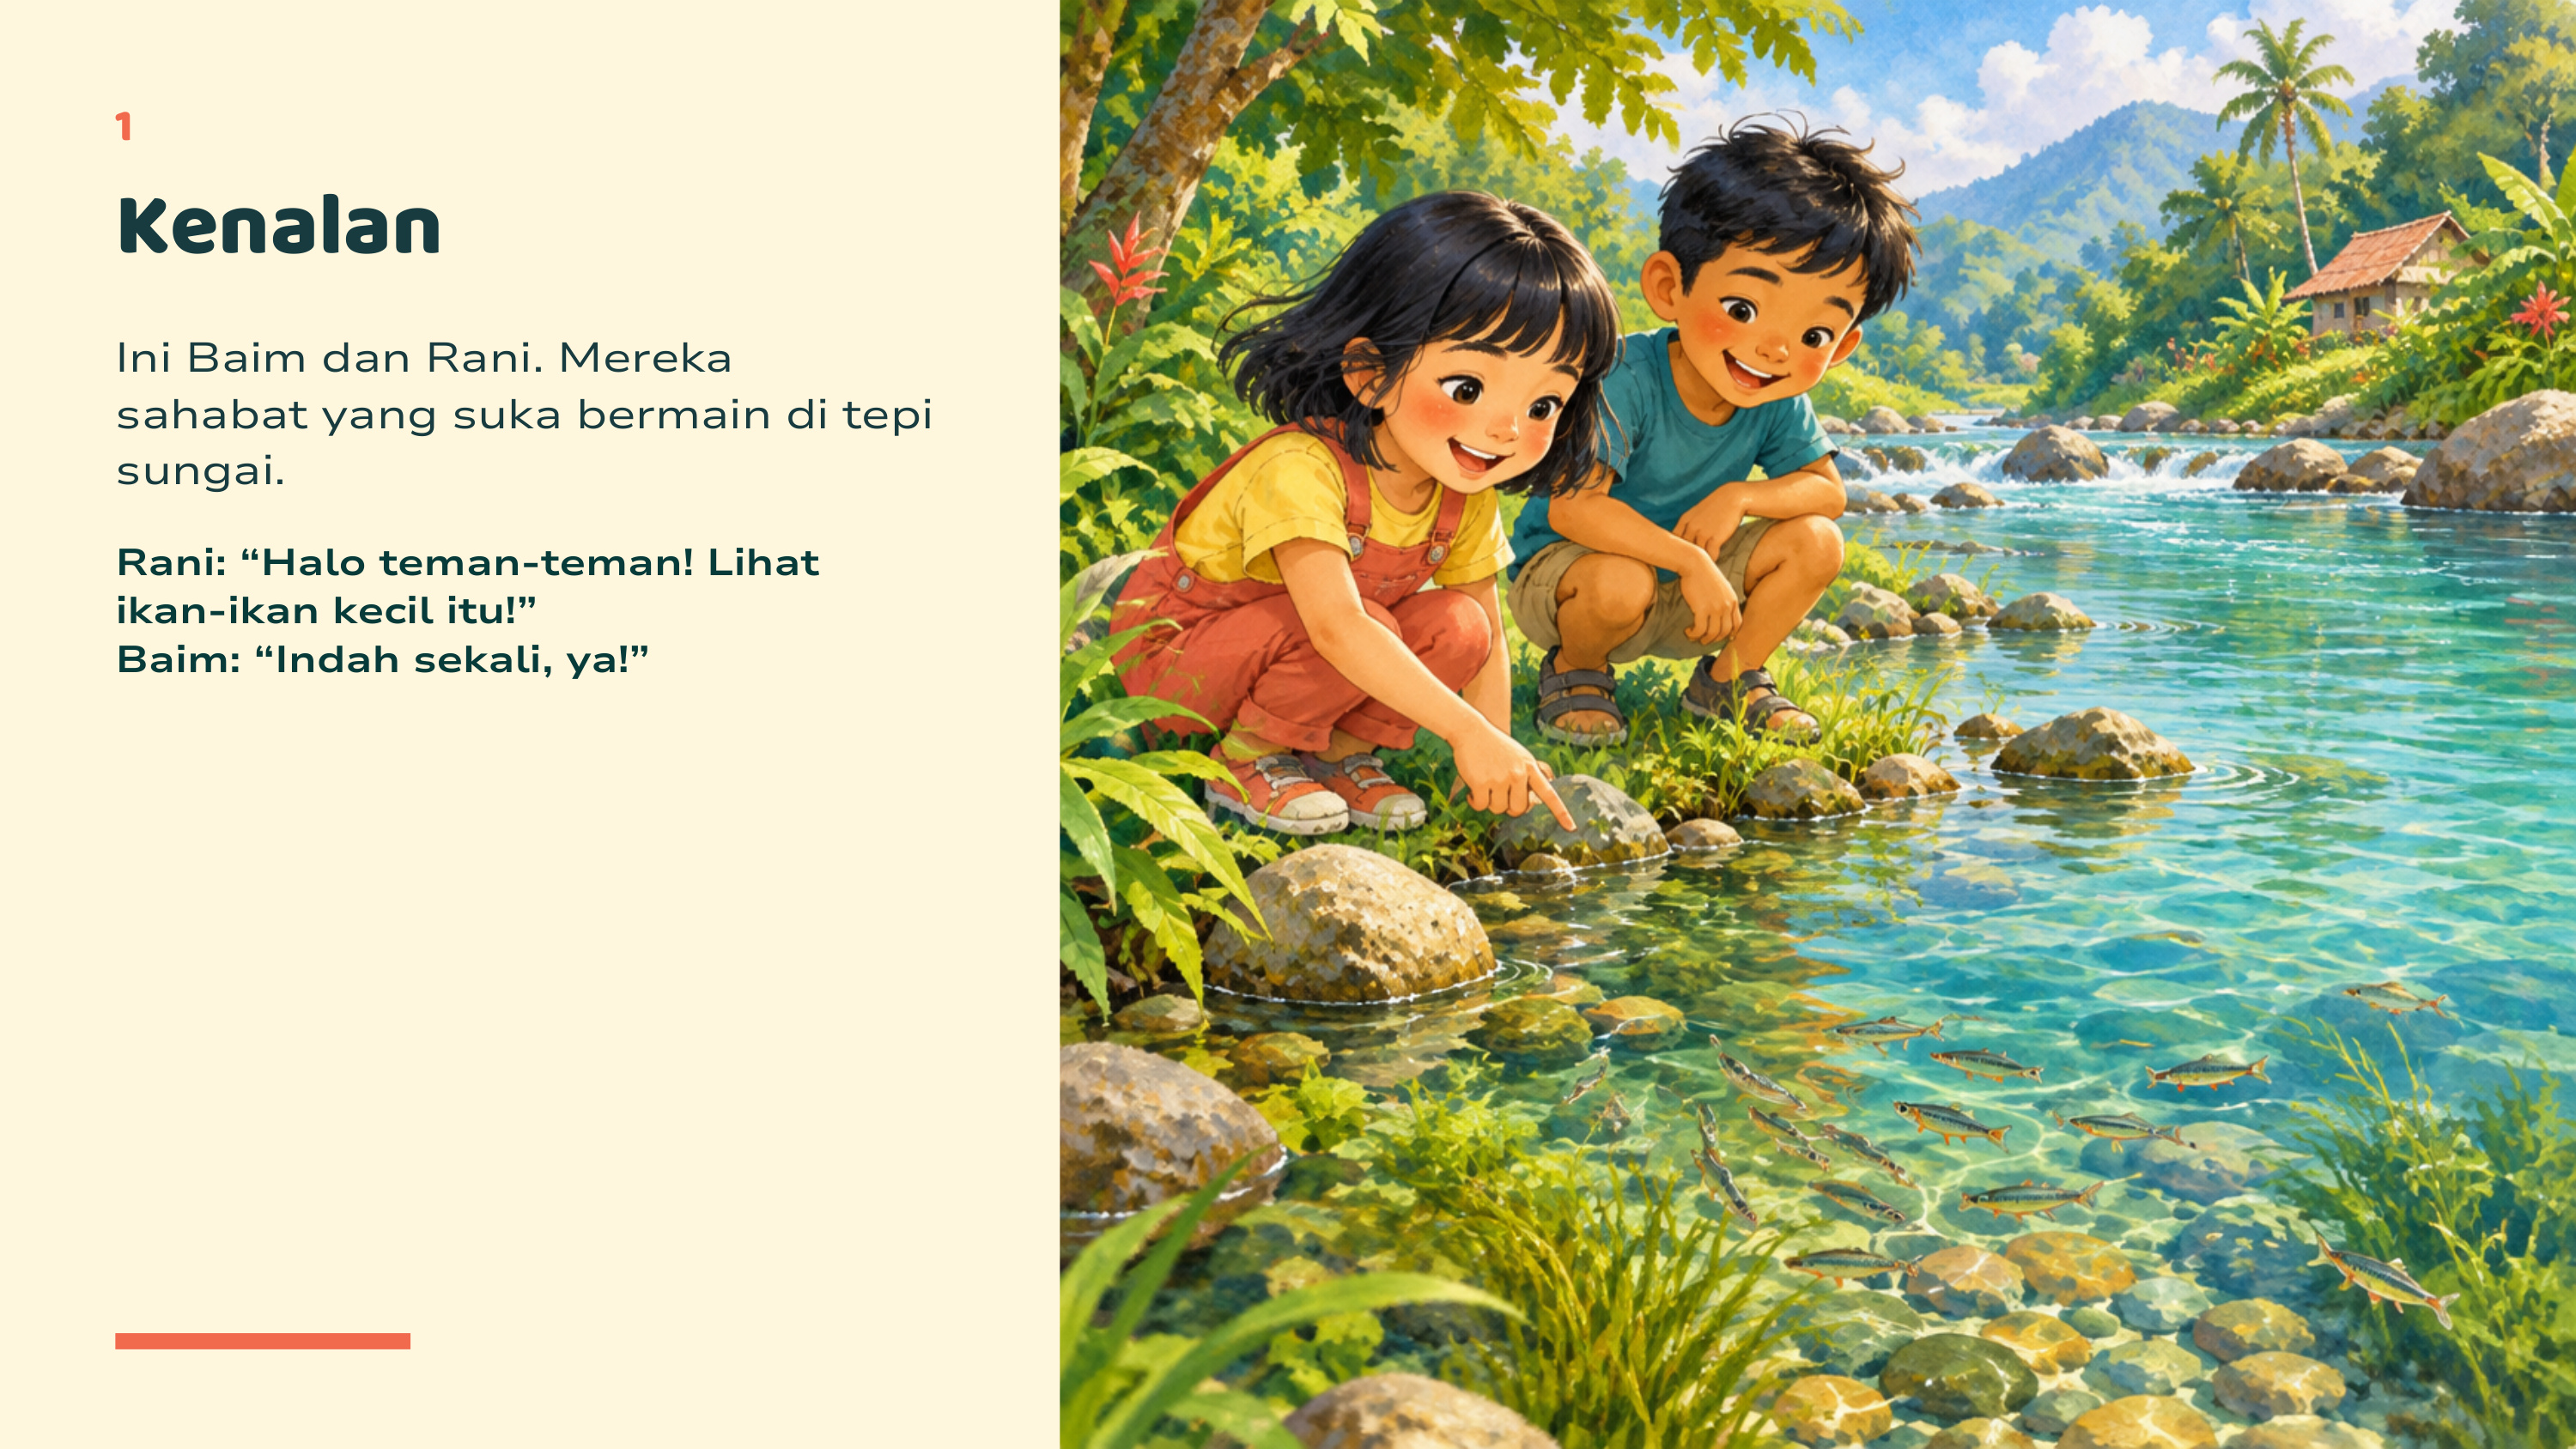 1
Kenalan
Ini Baim dan Rani. Mereka
sahabat yang suka bermain di tepi
sungai.
Rani: “Halo teman-teman! Lihat
ikan-ikan kecil itu!”
Baim: “Indah sekali, ya!”